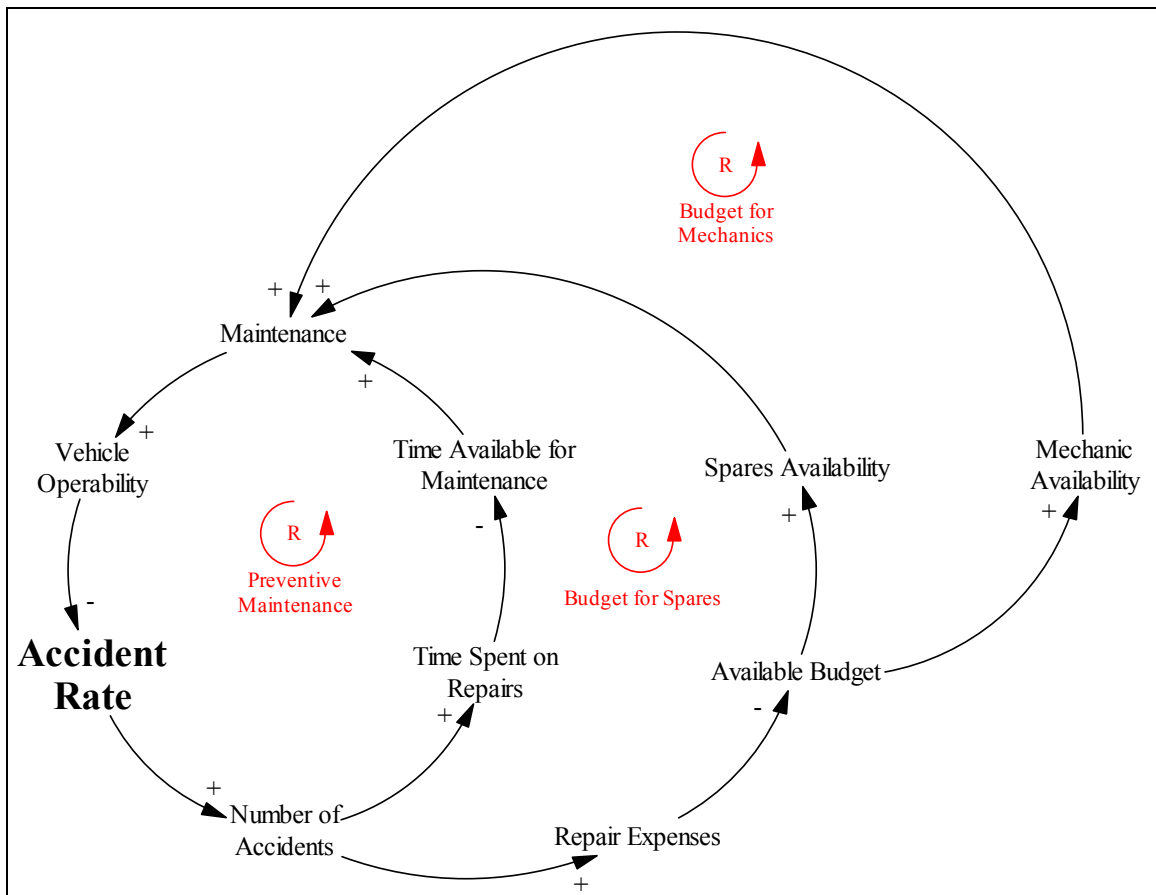 R
Budget for
Mechanics
+
+
Maintenance
+
+
Vehicle
Operability
Time Available for
Maintenance
Spares Availability
Mechanic
Availability
-
+
+
R
Preventive
Maintenance
R
Budget for Spares
-
Accident
Rate
Time Spent on
Repairs
Available Budget
+
-
+
Number of
Accidents
Repair Expenses
+